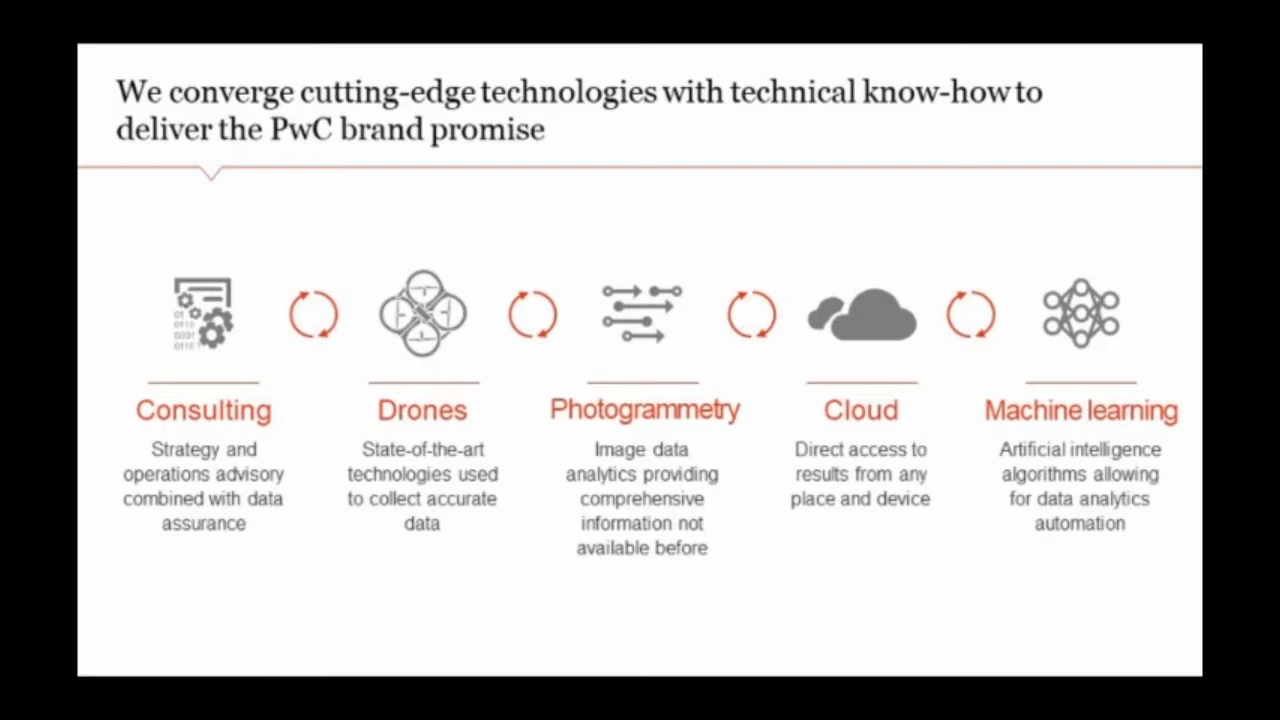 We converge cutting-edge technologies with technical know-how to
deliver the PwC brand promise
Consulting
Strategy and
operations advisory
combined with data
assurance
Drones
State-of-the-art
technologies used
to collect accurate
data
Photogrammetry
Image data
analytics providing
comprehensive
information not
available before
Cloud
Direct access to
results from any
place and device
Machine learning
Artificial intelligence
algorithms allowing
for data analytics
automation